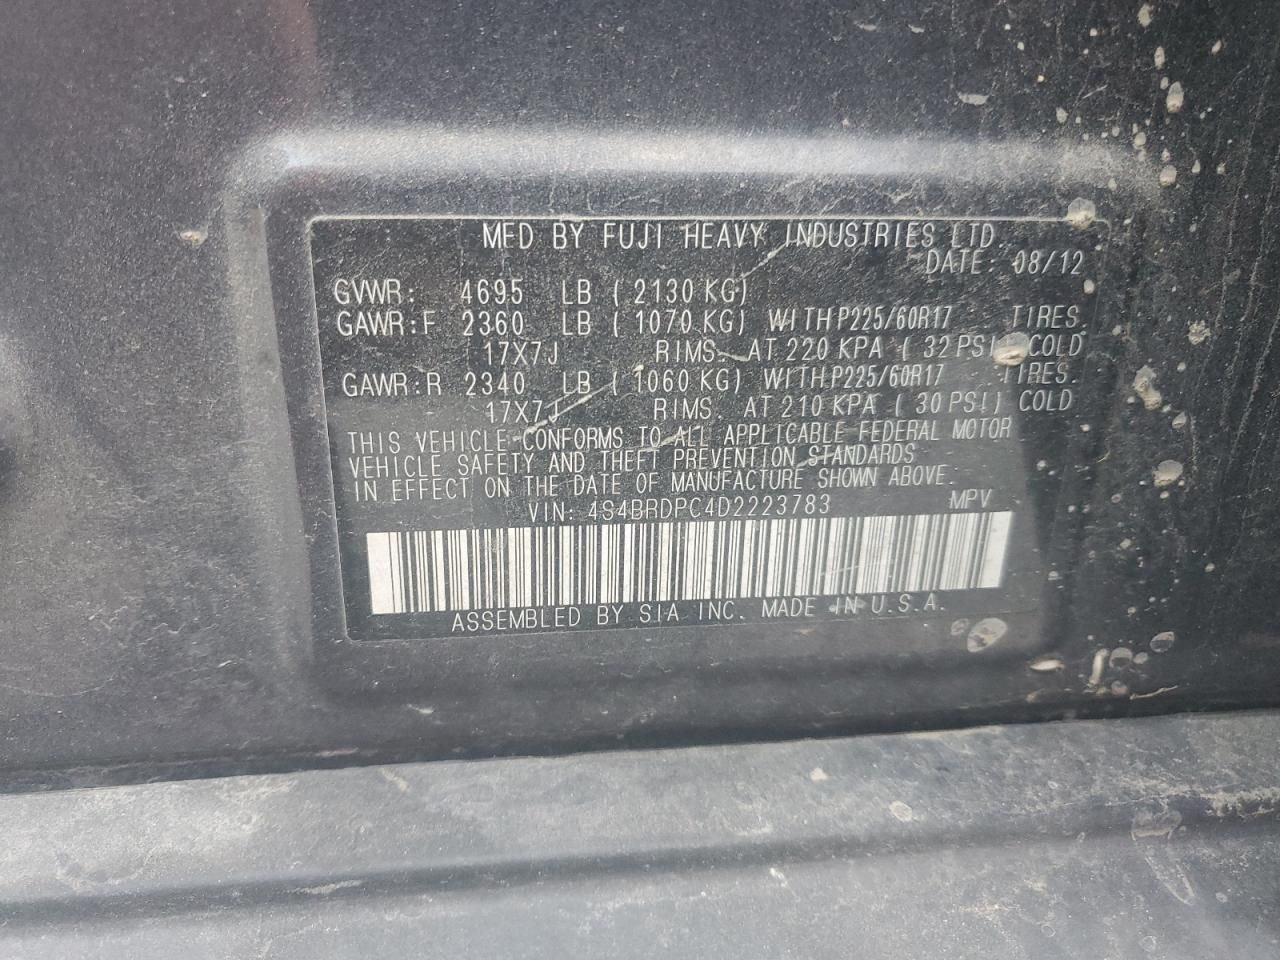 MFD BY FUJI HEAVY INDUSTRIES LTD.
DATE: 08/12
GVWR: 4695 LB (2130 KG)
GAWR:F 2360 LB (1070 KG) WITH P225/60R17 TIRES.
17X7J RIMS. AT 220 KPA (32 PSI) COLD
GAWR:R 2340 LB (1060 KG) WITH P225/60R17 TIRES.
17X7J RIMS. AT 210 KPA (30 PSI) COLD
THIS VEHICLE CONFORMS TO ALL APPLICABLE FEDERAL MOTOR
VEHICLE SAFETY AND THEFT PREVENTION STANDARDS
IN EFFECT ON THE DATE OF MANUFACTURE SHOWN ABOVE.
VIN: 4S4BRDPC4D2223783 MPV
ASSEMBLED BY SIA INC. MADE IN U.S.A.